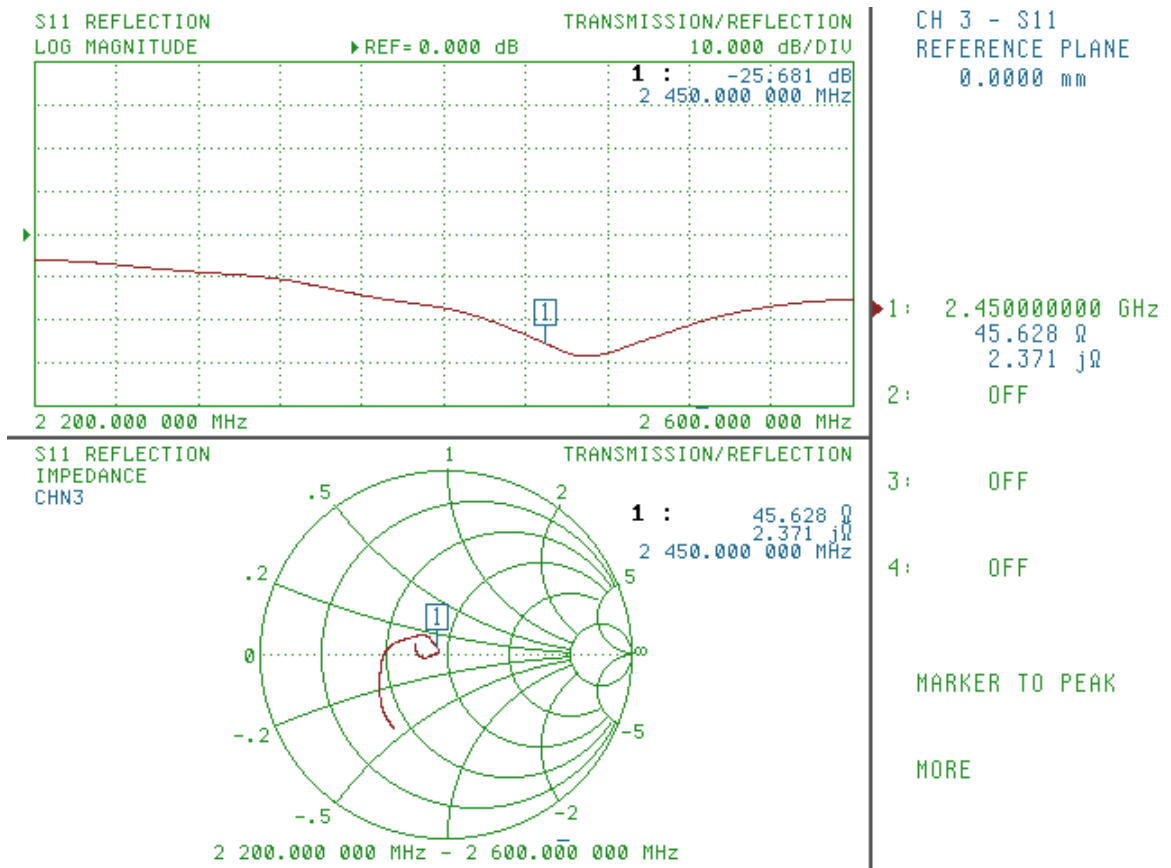 S11 REFLECTION TRANSMISSION/REFLECTION
LOG MAGNITUDE ▶REF= 0.000 dB 10.000 dB/DIV
1 : -25.681 dB
2 450.000 000 MHz
1
2 200.000 000 MHz 2 600.000 000 MHz
S11 REFLECTION TRANSMISSION/REFLECTION
IMPEDANCE
CHN3
1 : 45.628 Ω
2.371 jΩ
2 450.000 000 MHz
1
.5
2
.2
5
1
0
∞
-.2
-5
-.5
-2
2 200.000 000 MHz - 2 600.000 000 MHz
CH 3 - S11
REFERENCE PLANE
0.0000 mm
1: 2.450000000 GHz
45.628 Ω
2.371 jΩ
2: OFF
3: OFF
4: OFF
MARKER TO PEAK
MORE